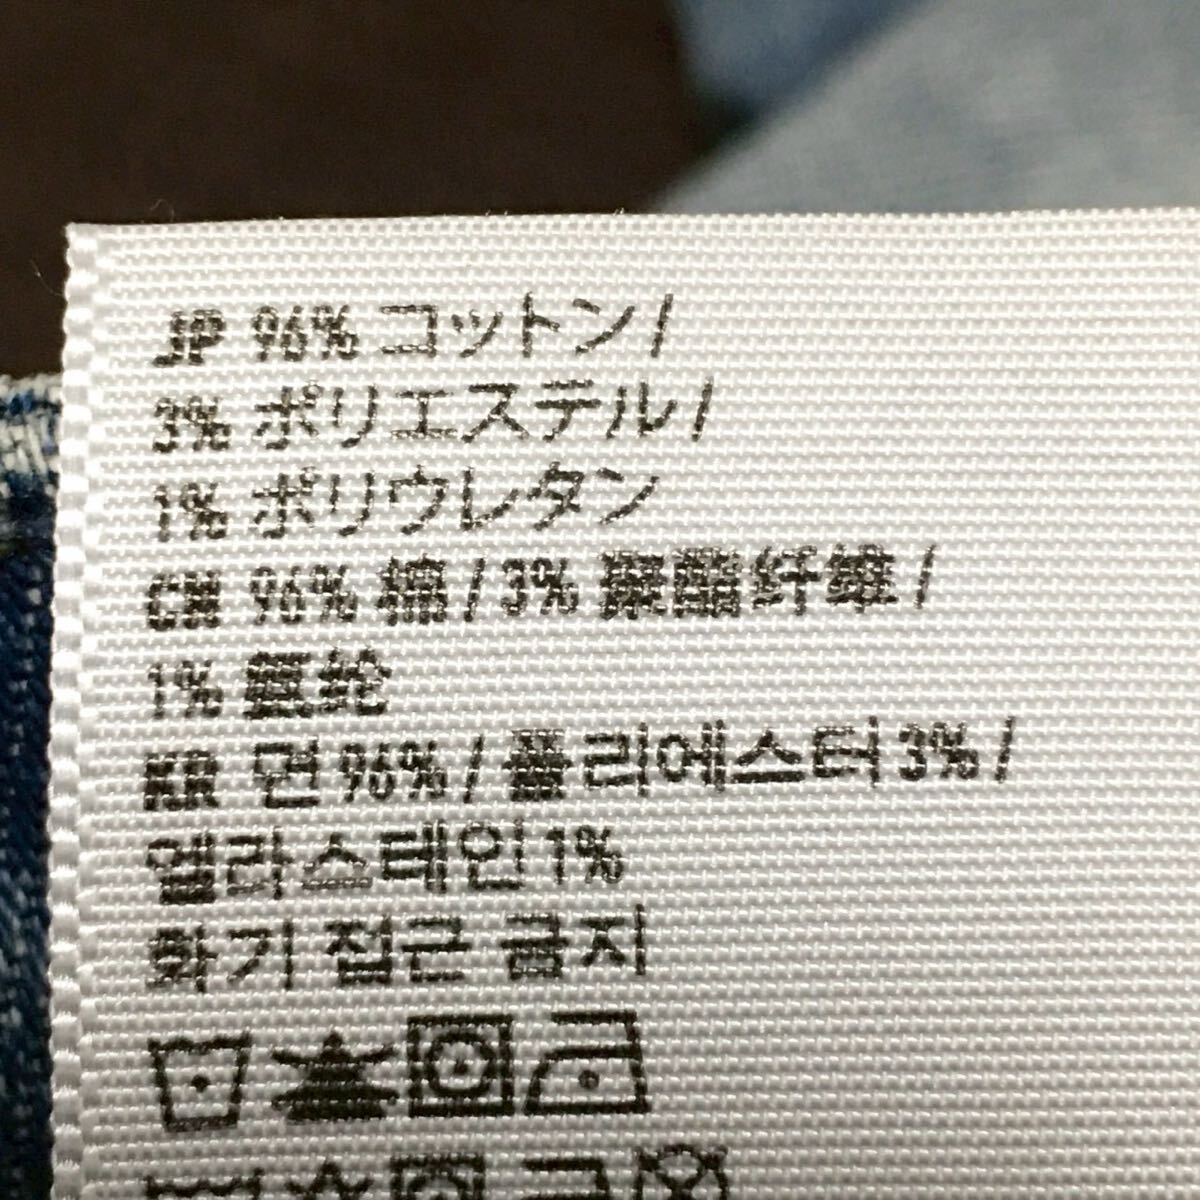 JP 96% コットン/
3% ポリエステル/
1% ポリウレタン
CN 96% 棉 / 3% 聚酯纤维 /
1% 氨纶
KR 면 96% / 폴리에스터 3% /
엘라스테인 1%
화기 접근 금지